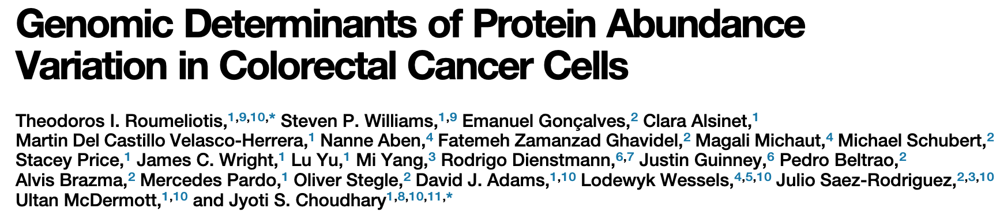 Genomic Determinants of Protein Abundance
Variation in Colorectal Cancer Cells
Theodoros I. Roumeliotis,1,9,10,* Steven P. Williams,1,9 Emanuel Gonçalves,2 Clara Alsinet,1
Martin Del Castillo Velasco-Herrera,1 Nanne Aben,4 Fatemeh Zamanzad Ghavidel,2 Magali Michaut,4 Michael Schubert,2
Stacey Price,1 James C. Wright,1 Lu Yu,1 Mi Yang,3 Rodrigo Dienstmann,6,7 Justin Guinney,6 Pedro Beltrao,2
Alvis Brazma,2 Mercedes Pardo,1 Oliver Stegle,2 David J. Adams,1,10 Lodewyk Wessels,4,5,10 Julio Saez-Rodriguez,2,3,10
Ultan McDermott,1,10 and Jyoti S. Choudhary1,8,10,11,*